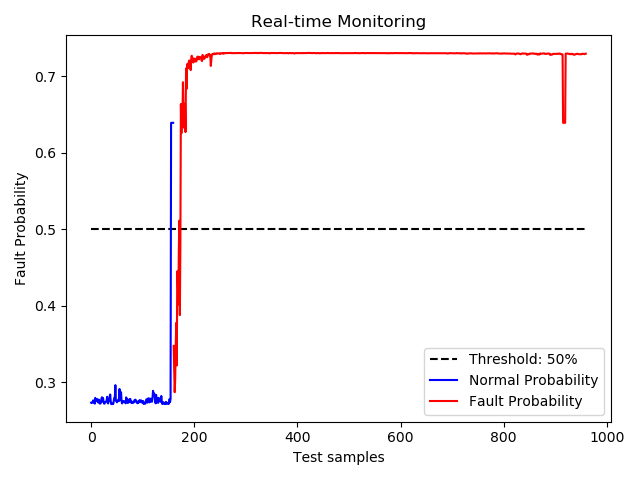 Real-time Monitoring
Fault Probability
0.7
0.6
0.5
0.4
0.3
0
200
400
600
800
1000
Test samples
Threshold: 50%
Normal Probability
Fault Probability